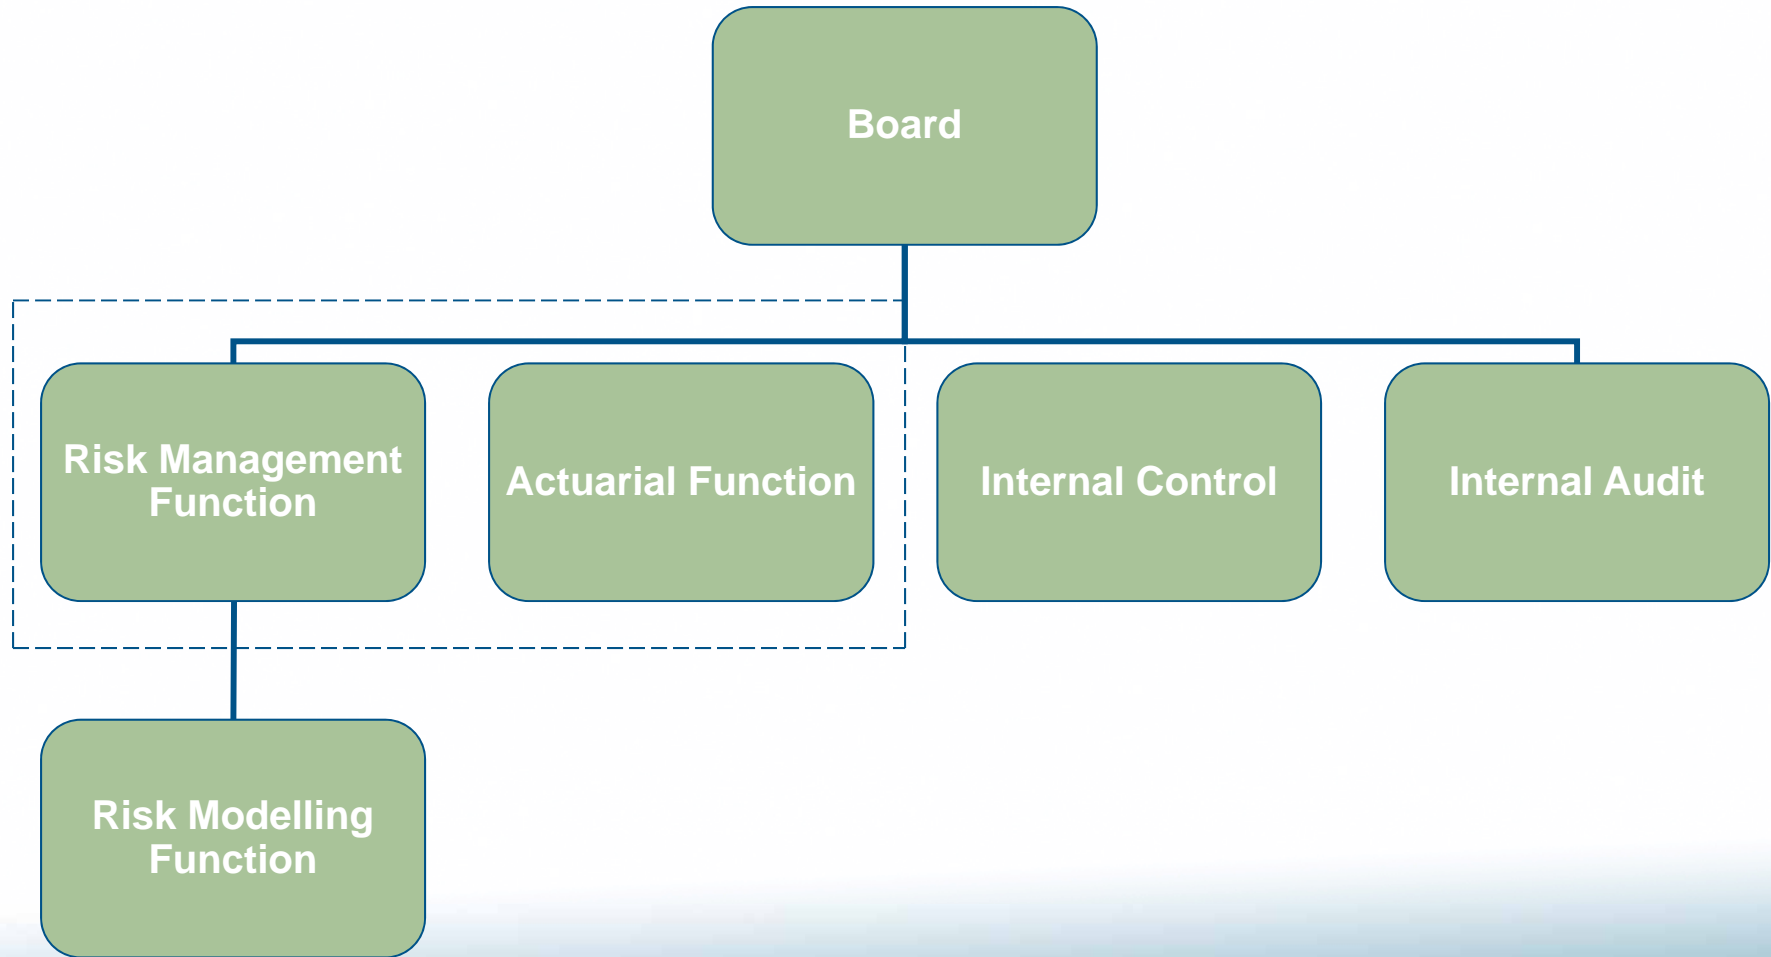 Board
Risk Management
Function
Actuarial Function
Internal Control
Internal Audit
Risk Modelling
Function